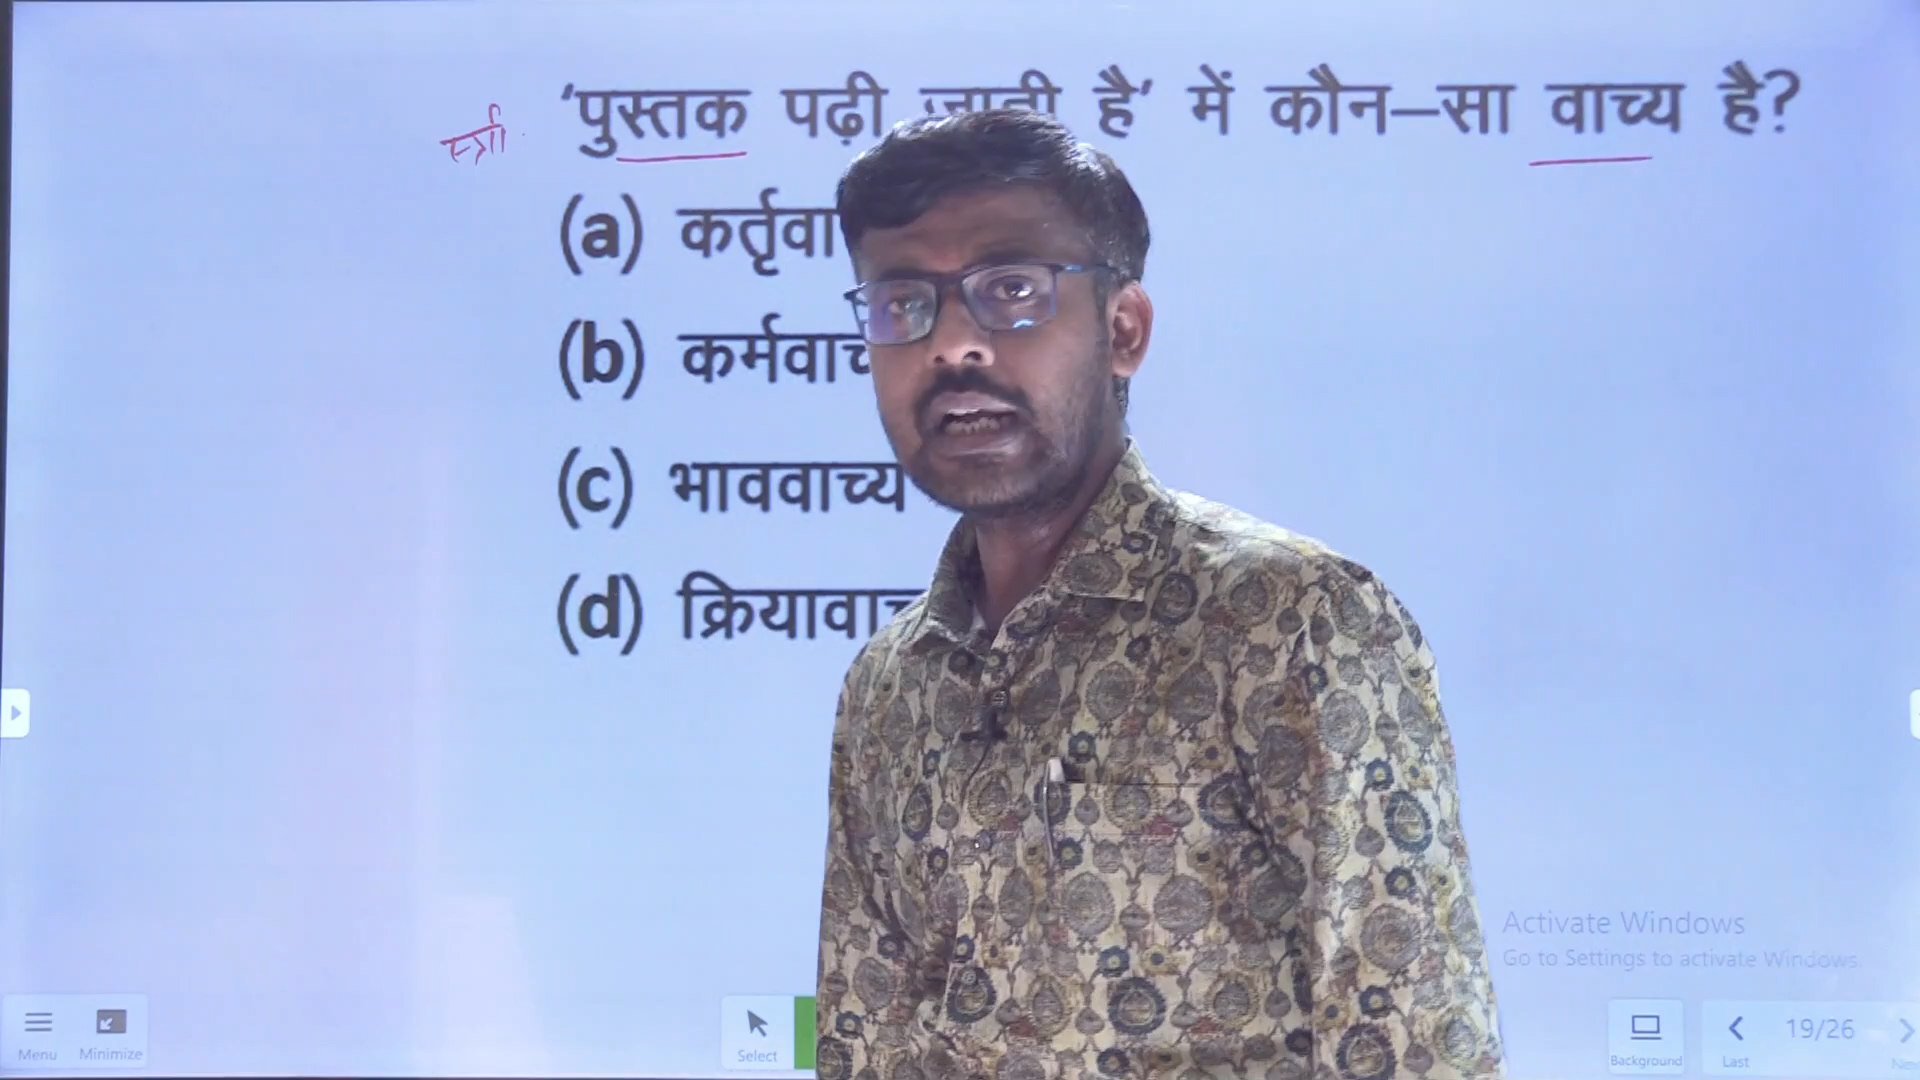 स्त्री
'पुस्तक पढ़ी जाती है' में कौन–सा वाच्य है?
(a) कर्तृवा
(b) कर्मवाच
(c) भाववाच्य
(d) क्रियावाच
Activate Windows
Go to Settings to activate Windows.
Menu
Minimize
Select
Background
Last
19/26